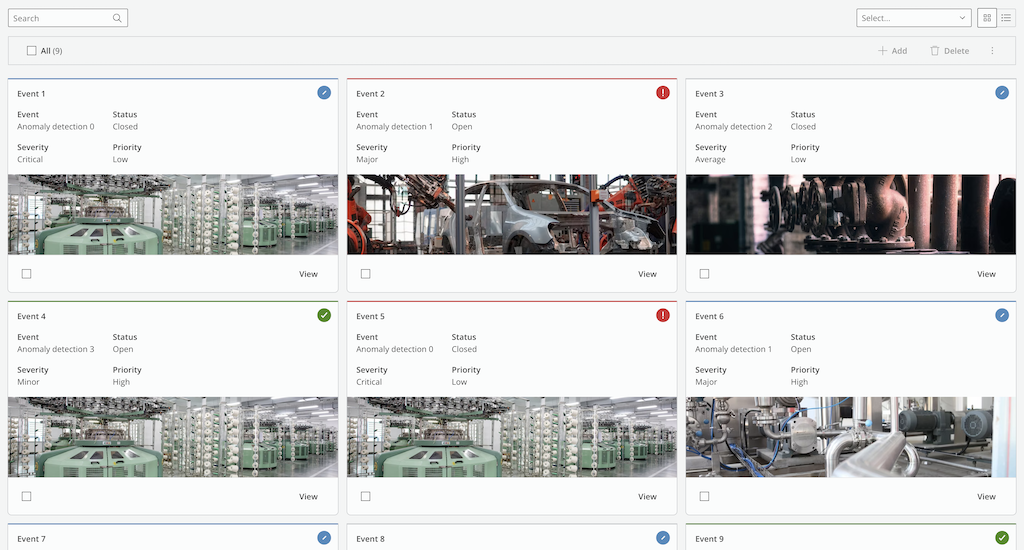 Search
Select...
All (9)
Add
Delete
Event 1
Event
Status
Anomaly detection 0
Closed
Severity
Priority
Critical
Low
View
Event 2
Event
Status
Anomaly detection 1
Open
Severity
Priority
Major
High
View
Event 3
Event
Status
Anomaly detection 2
Closed
Severity
Priority
Average
Low
View
Event 4
Event
Status
Anomaly detection 3
Open
Severity
Priority
Minor
High
View
Event 5
Event
Status
Anomaly detection 0
Closed
Severity
Priority
Critical
Low
View
Event 6
Event
Status
Anomaly detection 1
Open
Severity
Priority
Major
High
View
Event 7
Event 8
Event 9